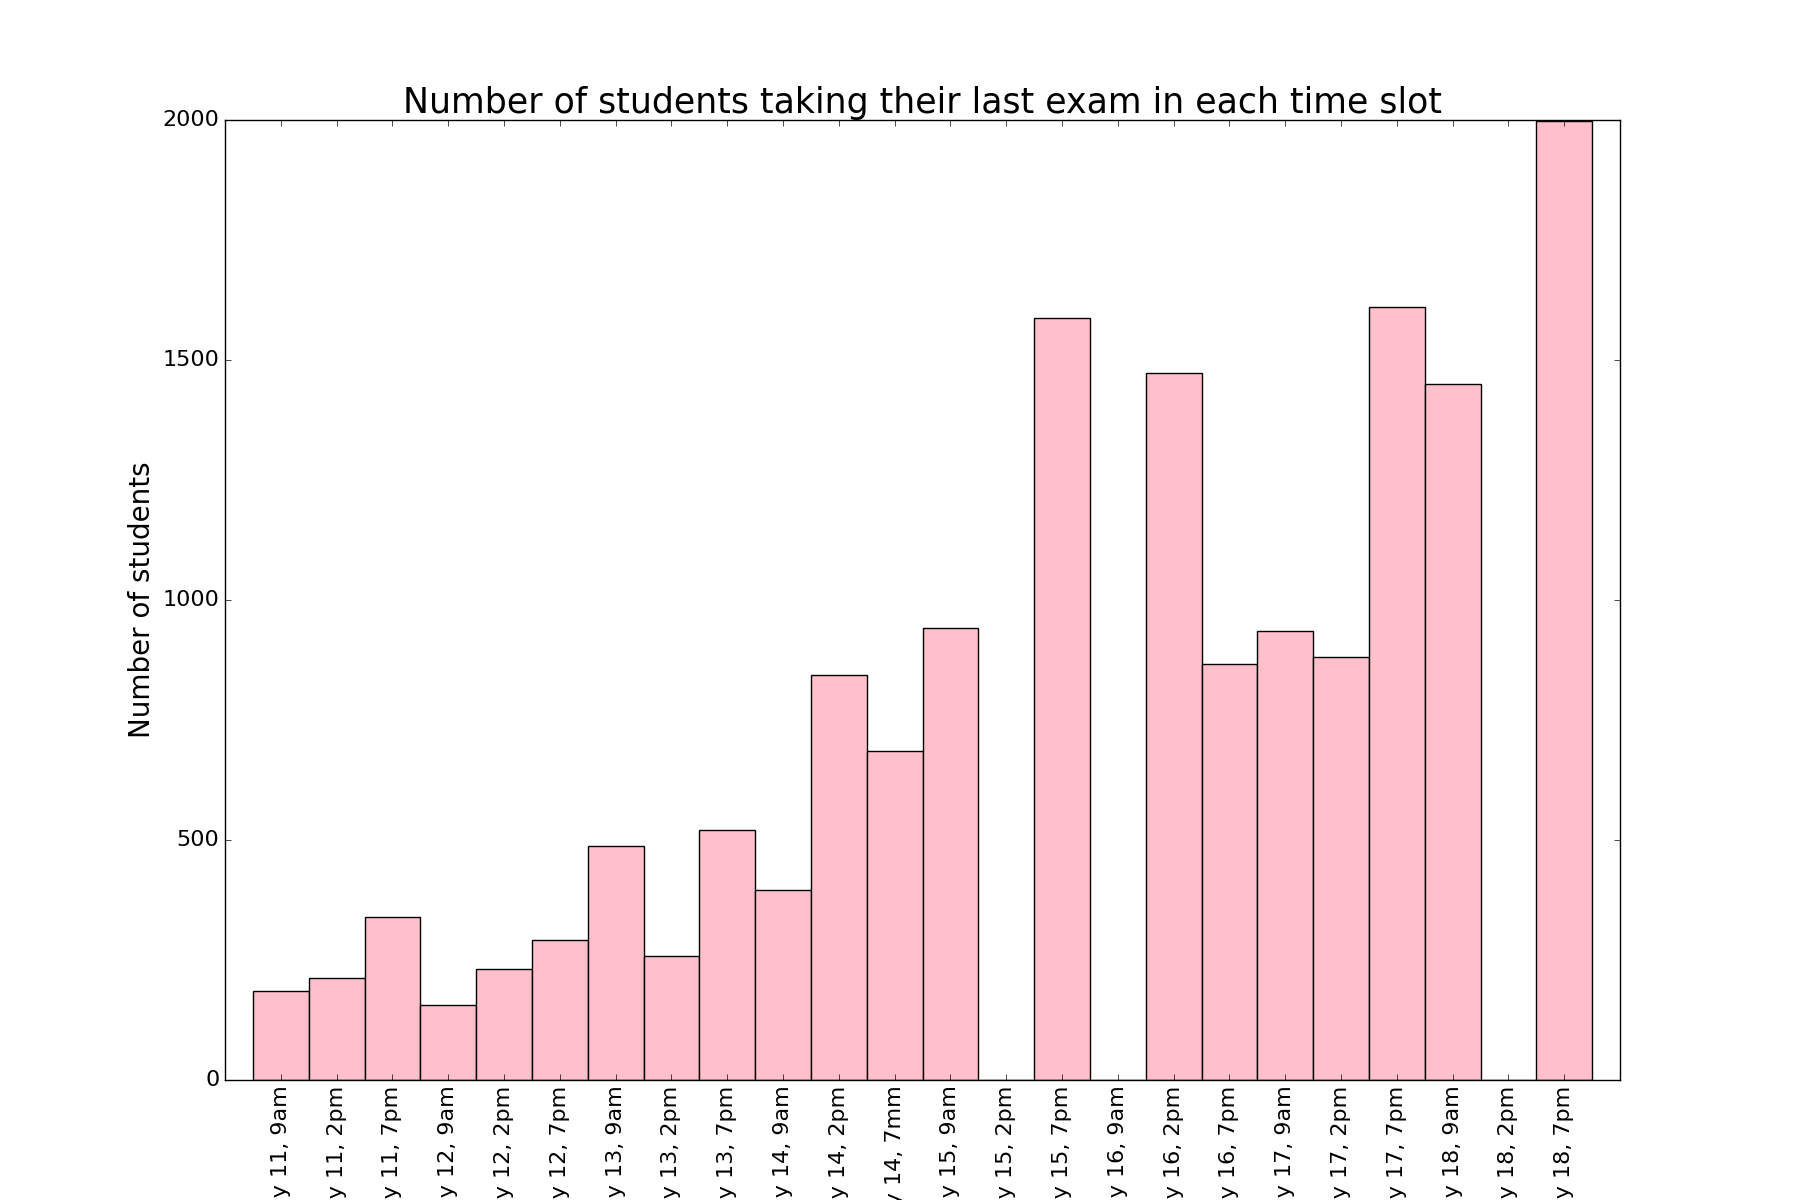 Number of students taking their last exam in each time slot
Number of students
2000
1500
1000
500
0
y 11, 9am
y 11, 2pm
y 11, 7pm
y 12, 9am
y 12, 2pm
y 12, 7pm
y 13, 9am
y 13, 2pm
y 13, 7pm
y 14, 9am
y 14, 2pm
y 14, 7mm
y 15, 9am
y 15, 2pm
y 15, 7pm
y 16, 9am
y 16, 2pm
y 16, 7pm
y 17, 9am
y 17, 2pm
y 17, 7pm
y 18, 9am
y 18, 2pm
y 18, 7pm